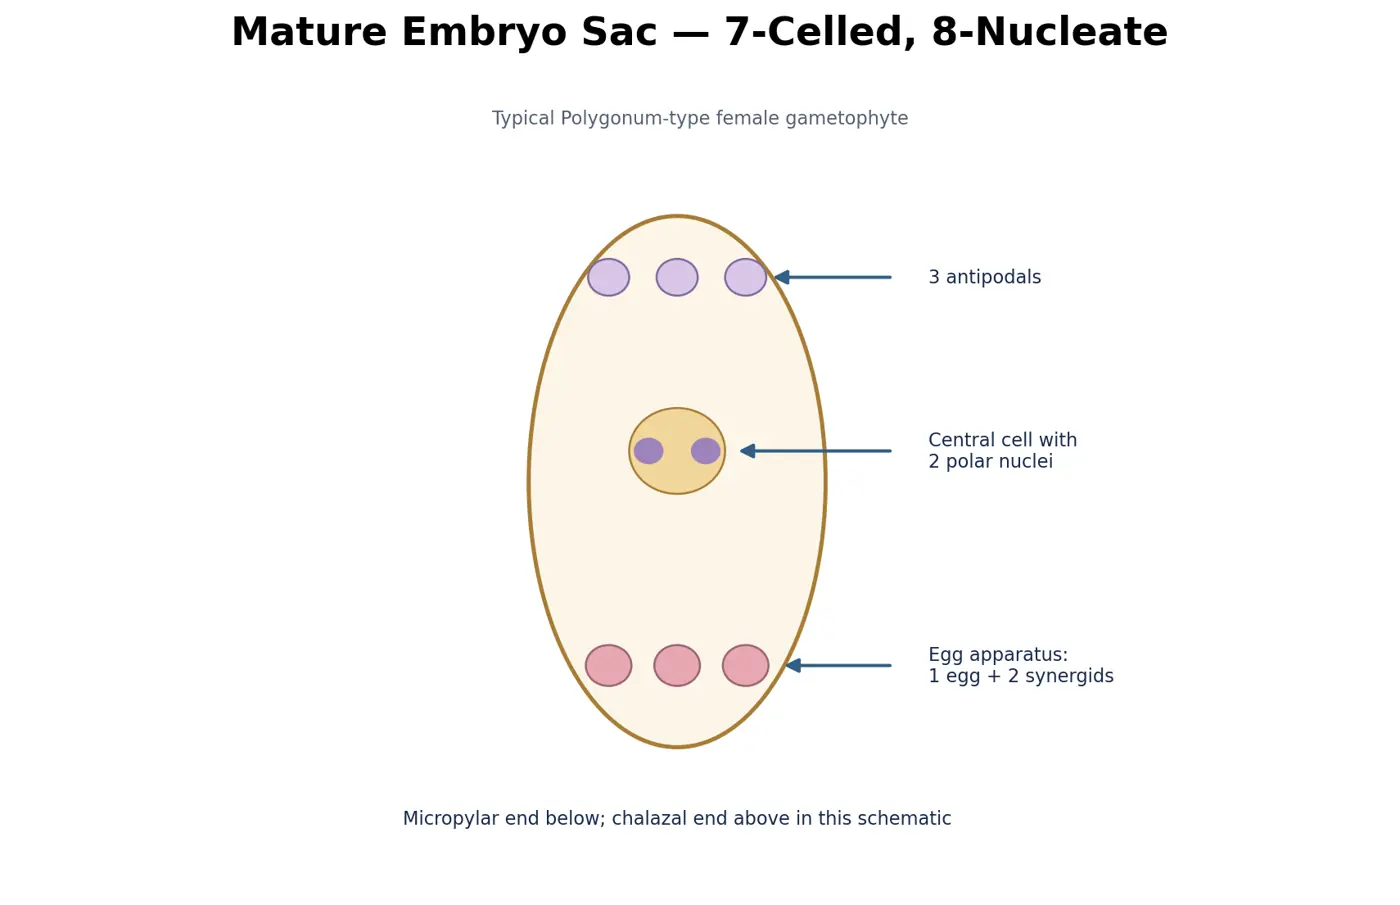 Mature Embryo Sac — 7-Celled, 8-Nucleate
Typical Polygonum-type female gametophyte
3 antipodals
Central cell with
2 polar nuclei
Egg apparatus:
1 egg + 2 synergids
Micropylar end below; chalazal end above in this schematic